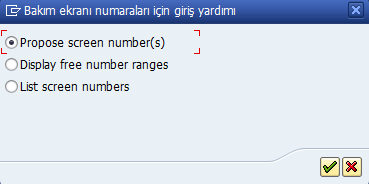 Bakım ekranı numaraları için giriş yardımı
Propose screen number(s)
Display free number ranges
List screen numbers